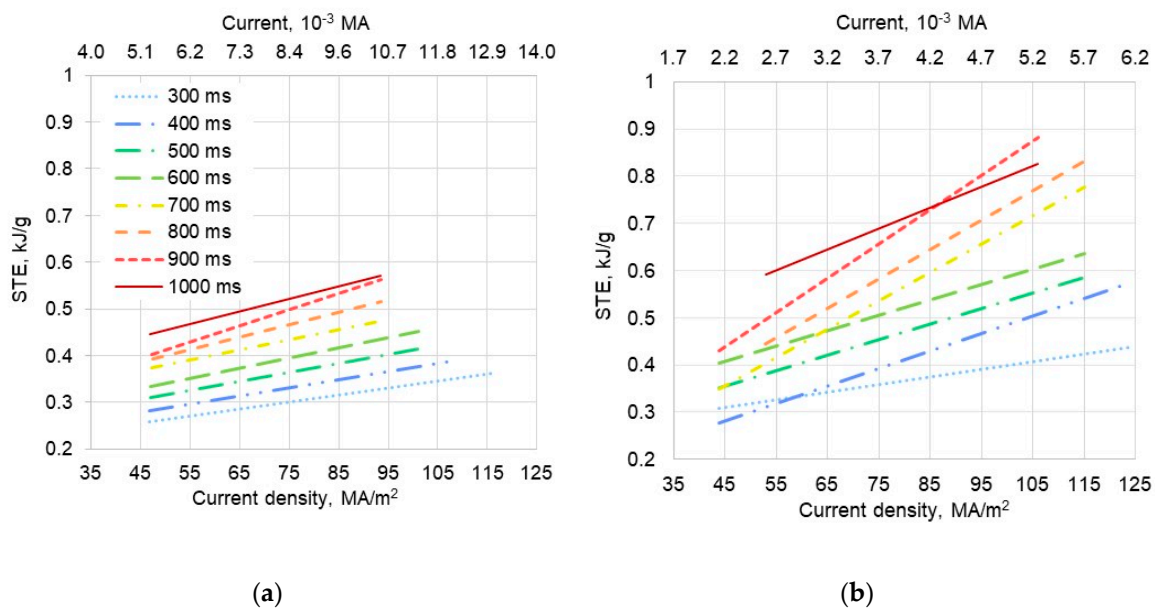 Current, 10-3 MA
4.0 5.1 6.2 7.3 8.4 9.6 10.7 11.8 12.9 14.0
1
0.9
0.8
0.7
0.6
0.5
0.4
0.3
0.2
STE, kJ/g
300 ms
400 ms
500 ms
600 ms
700 ms
800 ms
900 ms
1000 ms
35 45 55 65 75 85 95 105 115 125
Current density, MA/m2
(a)
Current, 10-3 MA
1.7 2.2 2.7 3.2 3.7 4.2 4.7 5.2 5.7 6.2
1
0.9
0.8
0.7
0.6
0.5
0.4
0.3
0.2
STE, kJ/g
35 45 55 65 75 85 95 105 115 125
Current density, MA/m2
(b)